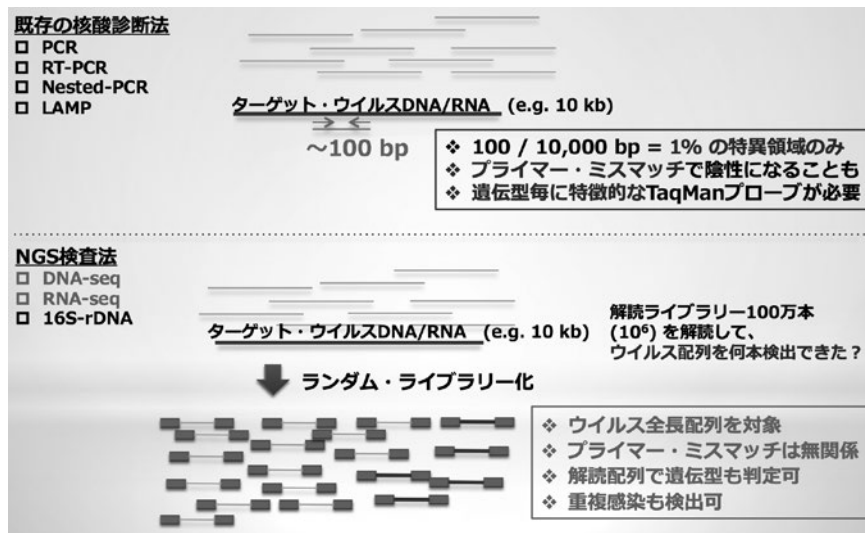 既存の核酸診断法
PCR
RT-PCR
Nested-PCR
LAMP
ターゲット・ウイルスDNA/RNA (e.g. 10 kb)
～100 bp
❖ 100 / 10,000 bp = 1% の特異領域のみ
❖ プライマー・ミスマッチで陰性になることも
❖ 遺伝型毎に特徴的なTaqManプローブが必要
NGS検査法
DNA-seq
RNA-seq
16S-rDNA
ターゲット・ウイルスDNA/RNA (e.g. 10 kb)
解読ライブラリー100万本
(10⁶) を解読して、
ウイルス配列を何本検出できた？
ランダム・ライブラリー化
❖ ウイルス全長配列を対象
❖ プライマー・ミスマッチは無関係
❖ 解読配列で遺伝型も判定可
❖ 重複感染も検出可